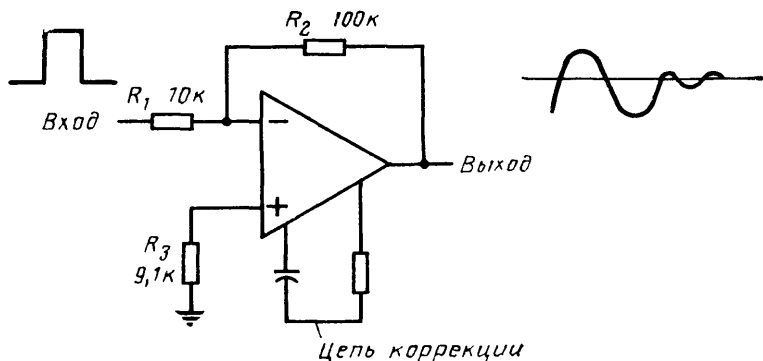 R₂ 100к
R₁ 10к
Вход
−
+
Выход
R₃
9,1к
Цепь коррекции